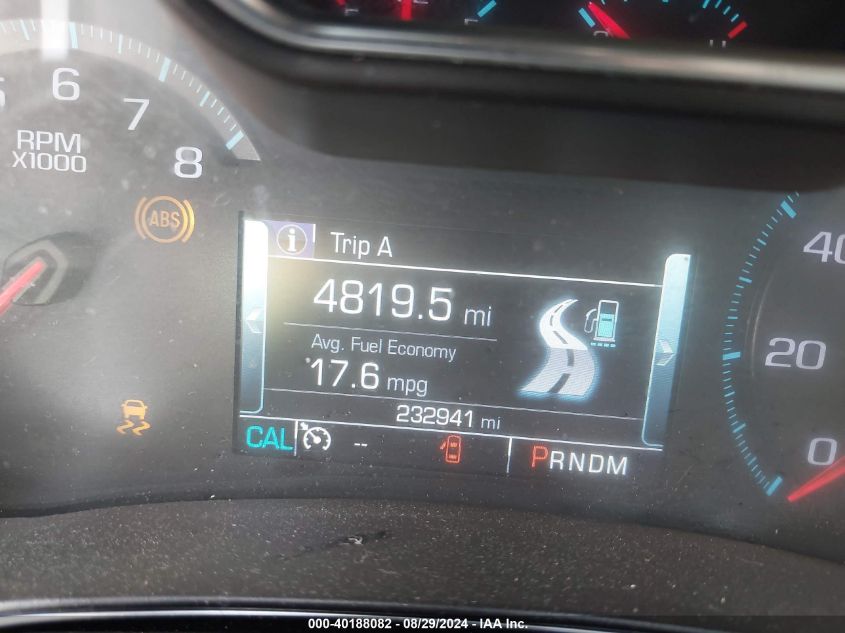 6
7
8
RPM
X1000
ABS
i Trip A
4819.5 mi
Avg. Fuel Economy
17.6 mpg
232941 mi
CAL -- PRNDM
20
0
000-40188082 - 08/29/2024 - IAA Inc.